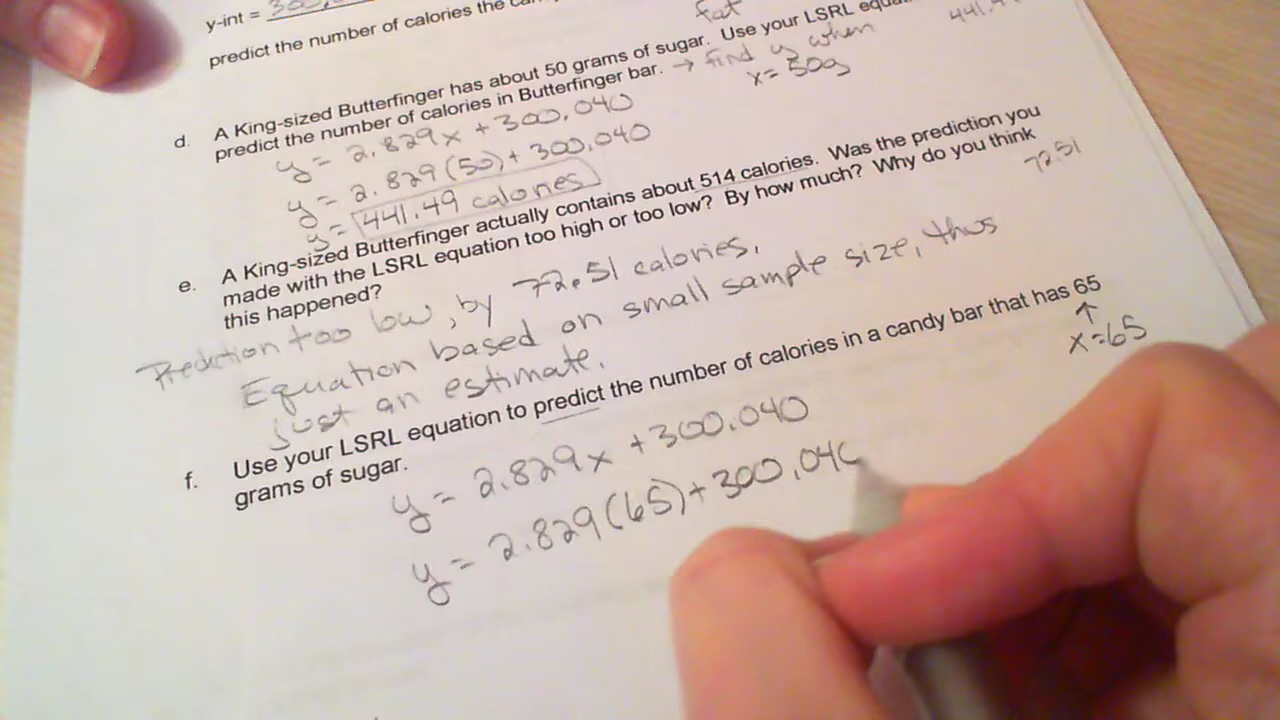 y-int = 300.0
predict the number of calories the
fat
441.4
d. A King-sized Butterfinger has about 50 grams of sugar. Use your LSRL
predict the number of calories in Butterfinger bar. → find y when
x = 50g
y = 2.829x + 300.040
y = 2.829(50) + 300.040
y = 441.49 calories
e. A King-sized Butterfinger actually contains about 514 calories. Was the prediction you
made with the LSRL equation too high or too low? By how much? Why do you think
this happened?
72.51
Prediction too low, by 72.51 calories.
Equation based on small sample size, thus
just an estimate.
f. Use your LSRL equation to predict the number of calories in a candy bar that has 65
grams of sugar.
↑
x=65
y = 2.829x + 300.040
y = 2.829(65) + 300.040